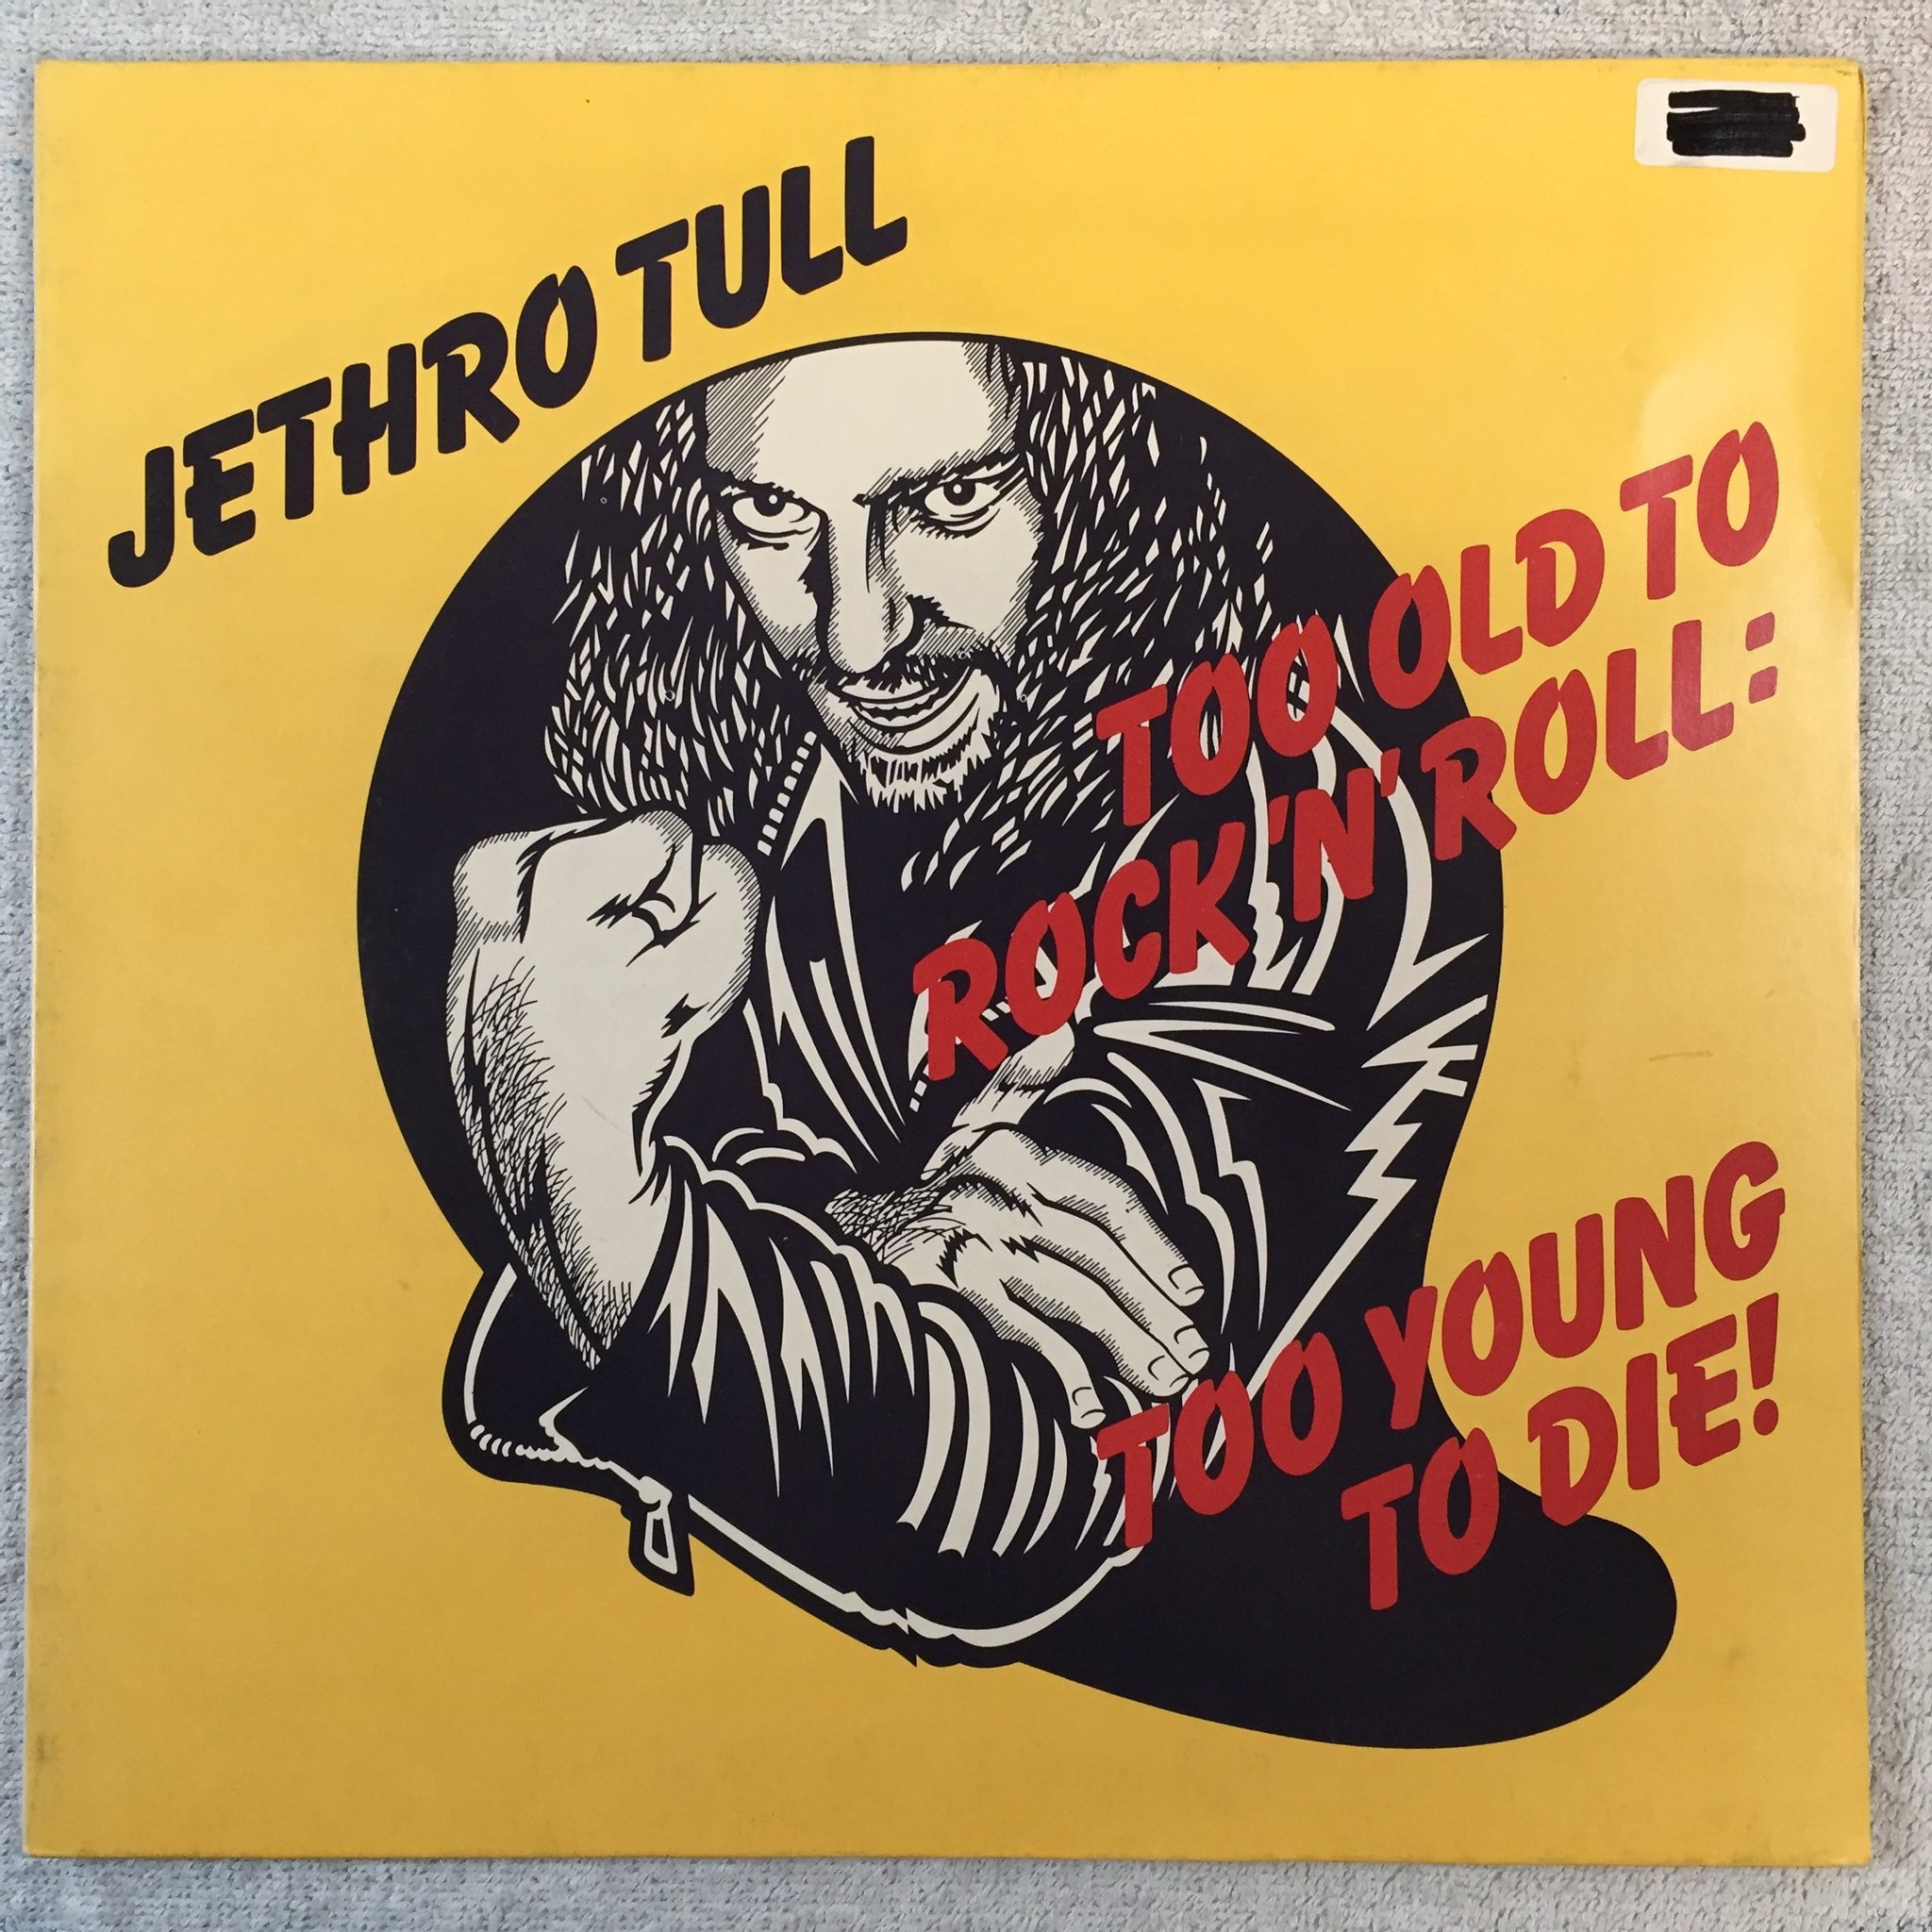 JETHRO TULL
TOO OLD TO
ROCK 'N' ROLL:
TOO YOUNG
TO DIE!